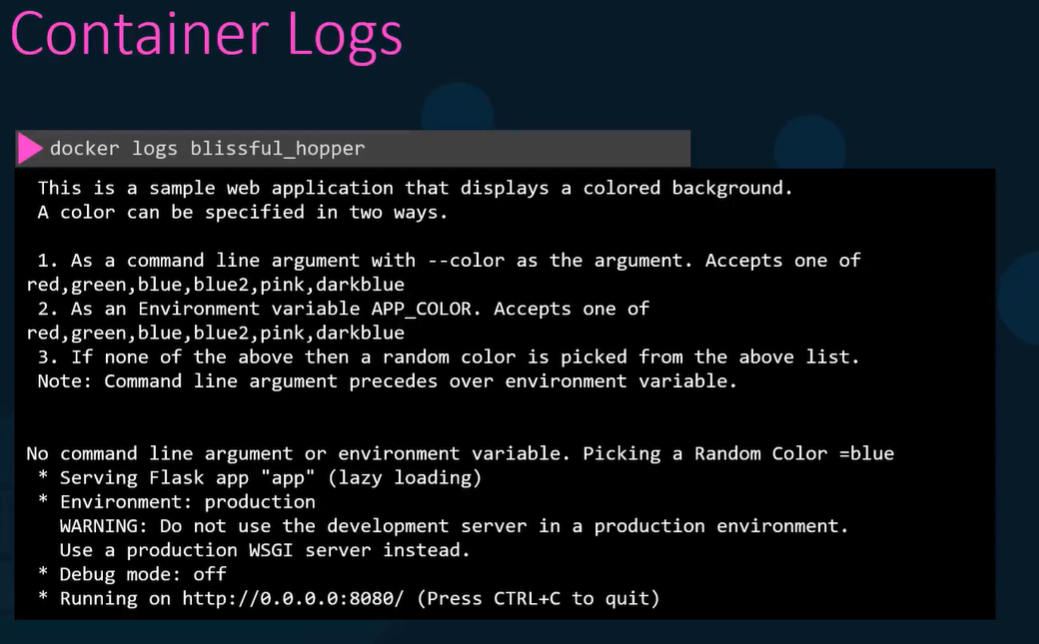 Container Logs
docker logs blissful_hopper
This is a sample web application that displays a colored background.
A color can be specified in two ways.
1. As a command line argument with --color as the argument. Accepts one of
red,green,blue,blue2,pink,darkblue
2. As an Environment variable APP_COLOR. Accepts one of
red,green,blue,blue2,pink,darkblue
3. If none of the above then a random color is picked from the above list.
Note: Command line argument precedes over environment variable.
No command line argument or environment variable. Picking a Random Color =blue
* Serving Flask app "app" (lazy loading)
* Environment: production
WARNING: Do not use the development server in a production environment.
Use a production WSGI server instead.
* Debug mode: off
* Running on http://0.0.0.0:8080/ (Press CTRL+C to quit)